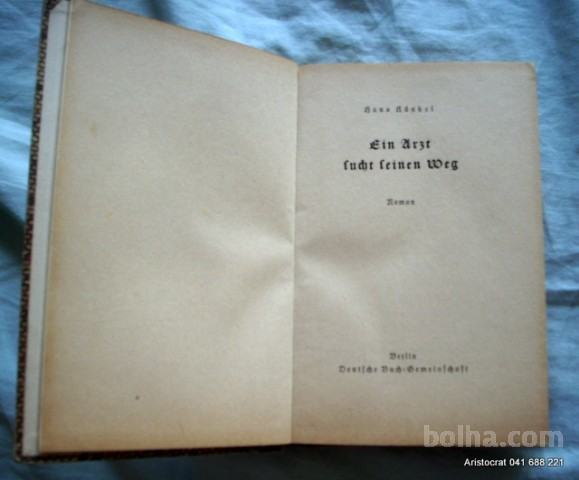 Hans Künkel
Ein Arzt
sucht seinen Weg
Roman
Berlin
Deutsche Buch-Gemeinschaft
bolha.com
Aristocrat 041 688 221